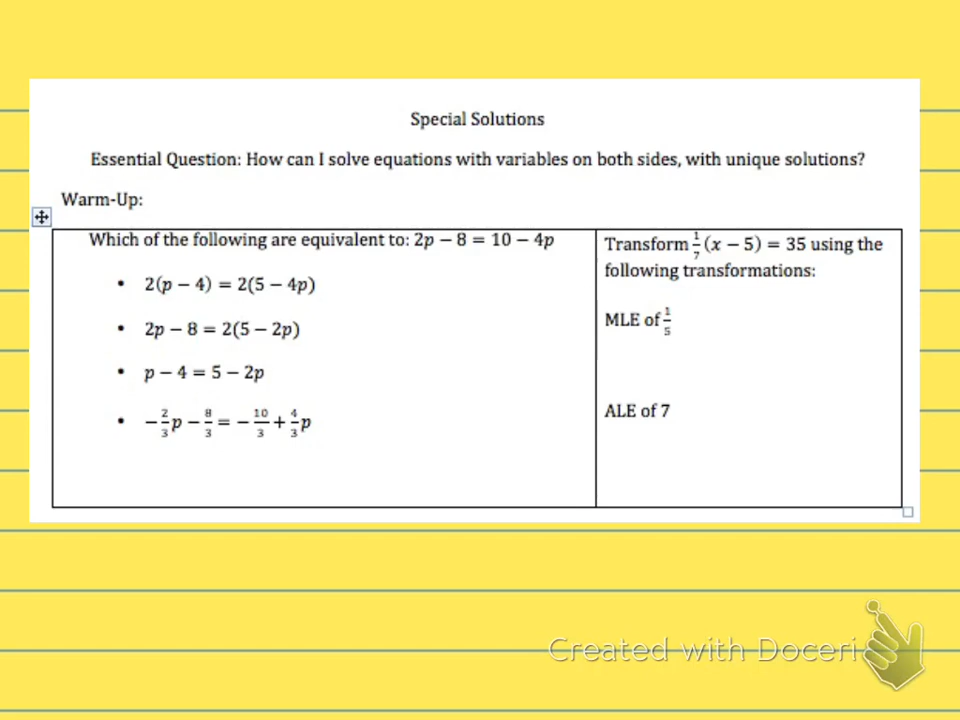 Special Solutions
Essential Question: How can I solve equations with variables on both sides, with unique solutions?
Warm-Up:
Which of the following are equivalent to: 2p − 8 = 10 − 4p
• 2(p − 4) = 2(5 − 4p)
• 2p − 8 = 2(5 − 2p)
• p − 4 = 5 − 2p
• −2/3p − 8/3 = −10/3 + 4/3p
Transform 1/7(x − 5) = 35 using the
following transformations:
MLE of 1/5
ALE of 7
Created with Doceri